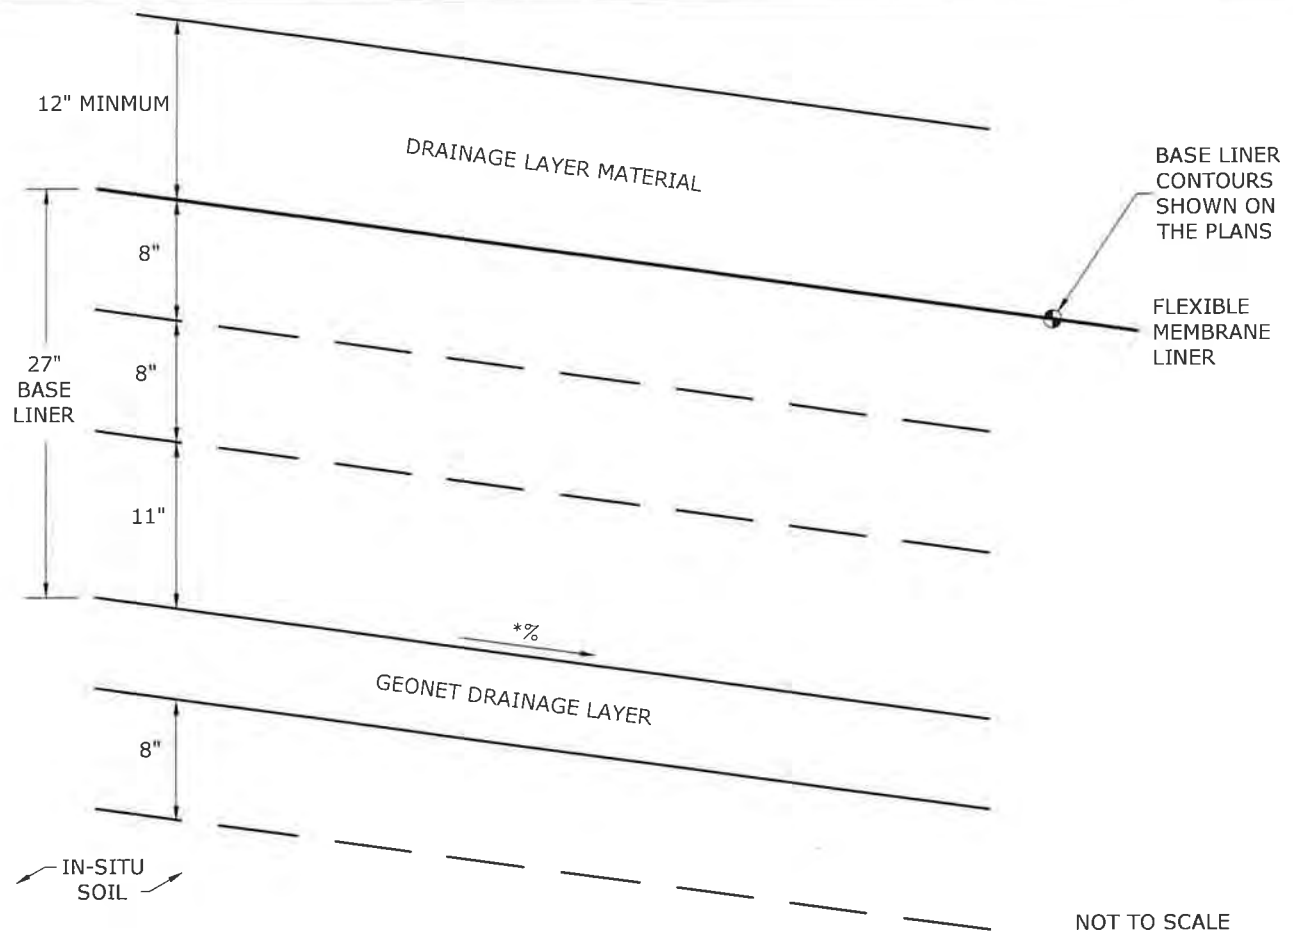 12" MINMUM
DRAINAGE LAYER MATERIAL
BASE LINER
CONTOURS
SHOWN ON
THE PLANS
8"
FLEXIBLE
MEMBRANE
LINER
27"
BASE
LINER
8"
11"
*%
GEONET DRAINAGE LAYER
8"
IN-SITU
SOIL
NOT TO SCALE